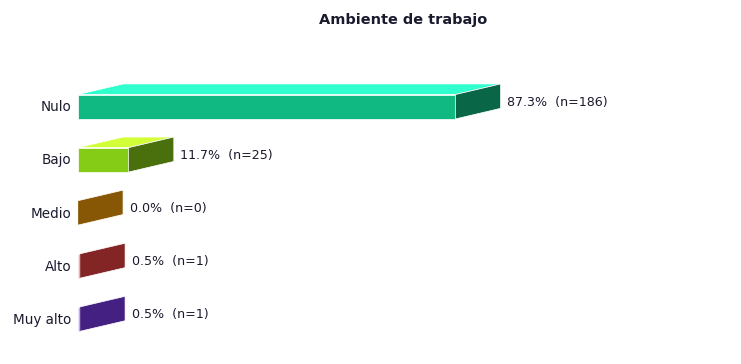 Ambiente de trabajo
Nulo 87.3% (n=186)
Bajo 11.7% (n=25)
Medio 0.0% (n=0)
Alto 0.5% (n=1)
Muy alto 0.5% (n=1)